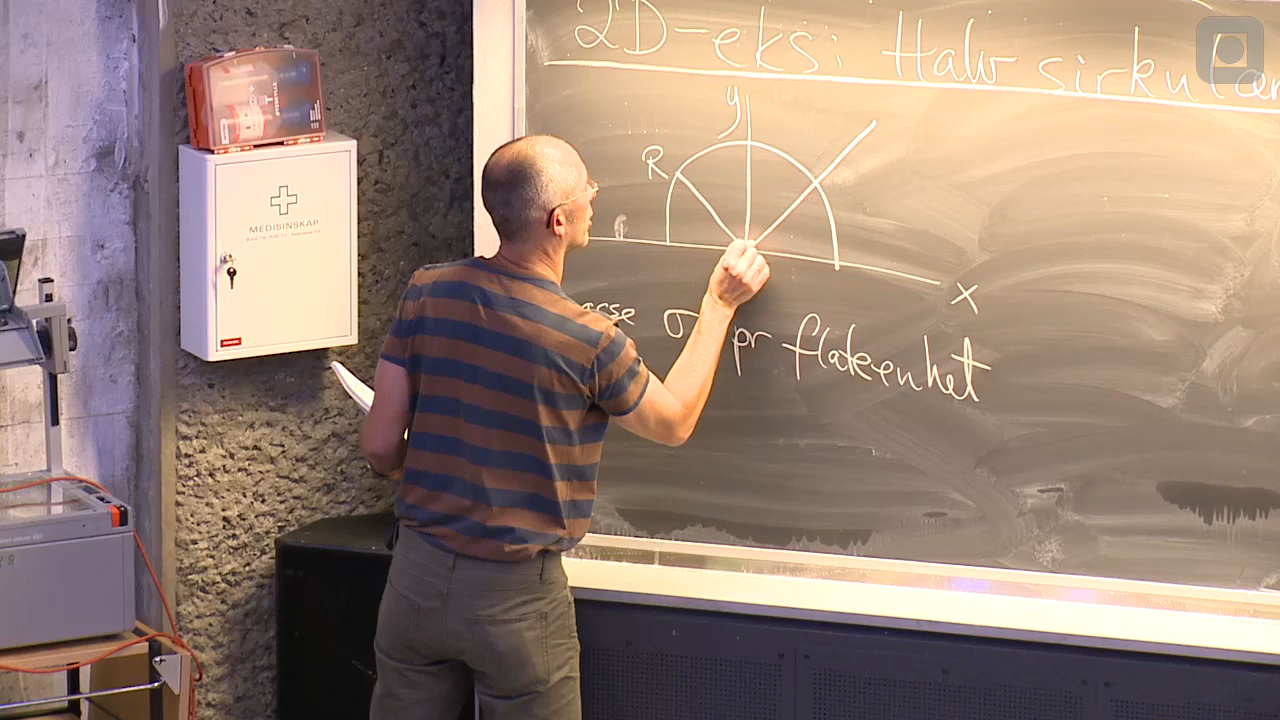 2D-eks: Halv sirkulær
y
R
x
σ pr flateenhet
MEDISINSKAP